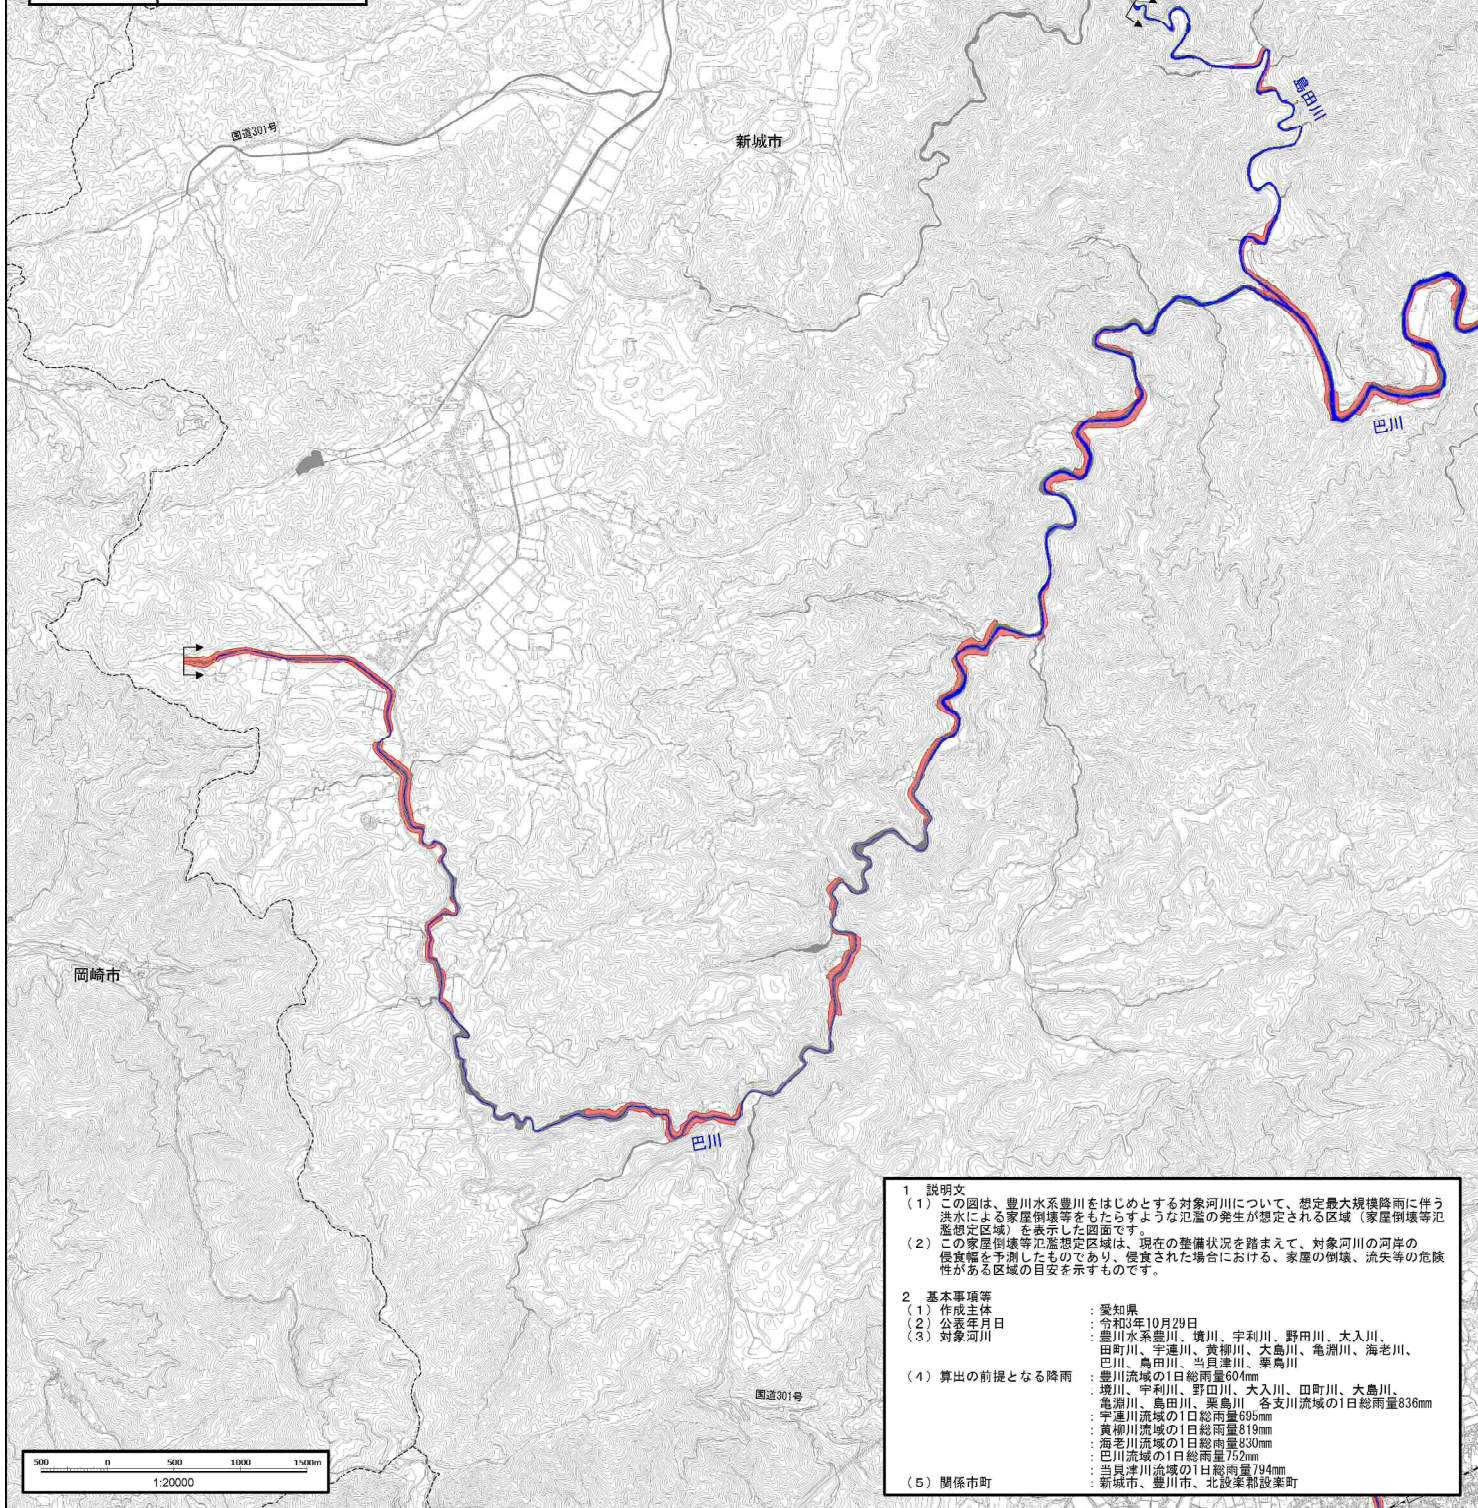 国道301号
新城市
島田川
巴川
岡崎市
巴川
国道301号
1 説明文
(1) この図は、豊川水系豊川をはじめとする対象河川について、想定最大規模降雨に伴う
洪水による家屋倒壊等をもたらすような氾濫の発生が想定される区域（家屋倒壊等氾
濫想定区域）を表示した図面です。
(2) この家屋倒壊等氾濫想定区域は、現在の整備状況を踏まえて、対象河川の河岸の
侵食幅を予測したものであり、侵食された場合における、家屋の倒壊、流失等の危険
性がある区域の目安を示すものです。
2 基本事項等
(1) 作成主体 : 愛知県
(2) 公表年月日 : 令和3年10月29日
(3) 対象河川 : 豊川水系豊川、境川、宇利川、野田川、大入川、
田町川、宇連川、黄柳川、大島川、亀淵川、海老川、
巴川、島田川、当貝津川、栗島川
(4) 算出の前提となる降雨 : 豊川流域の1日総雨量604mm
: 境川、宇利川、野田川、大入川、田町川、大島川、
亀淵川、島田川、栗島川 各支川流域の1日総雨量836mm
: 宇連川流域の1日総雨量695mm
: 黄柳川流域の1日総雨量819mm
: 海老川流域の1日総雨量830mm
: 巴川流域の1日総雨量752mm
: 当貝津川流域の1日総雨量794mm
(5) 関係市町 : 新城市、豊川市、北設楽郡設楽町
500 0 500 1000 1500m
1:20000